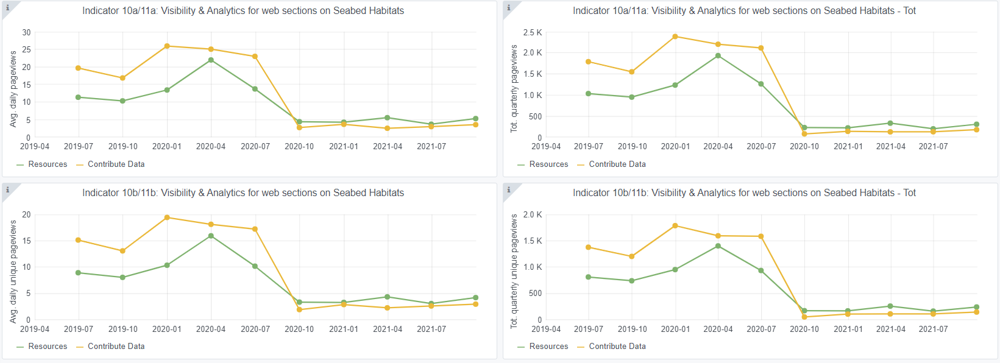 i
Indicator 10a/11a: Visibility & Analytics for web sections on Seabed Habitats
Avg. daily pageviews
30
25
20
15
10
5
0
2019-04 2019-07 2019-10 2020-01 2020-04 2020-07 2020-10 2021-01 2021-04 2021-07
Resources Contribute Data
i
Indicator 10a/11a: Visibility & Analytics for web sections on Seabed Habitats - Tot
Tot. quarterly pageviews
2.5 K
2.0 K
1.5 K
1.0 K
500
0
2019-04 2019-07 2019-10 2020-01 2020-04 2020-07 2020-10 2021-01 2021-04 2021-07
Resources Contribute Data
i
Indicator 10b/11b: Visibility & Analytics for web sections on Seabed Habitats
Avg. daily unique pageviews
20
15
10
5
0
2019-04 2019-07 2019-10 2020-01 2020-04 2020-07 2020-10 2021-01 2021-04 2021-07
Resources Contribute Data
i
Indicator 10b/11b: Visibility & Analytics for web sections on Seabed Habitats - Tot
Tot. quarterly unique pageviews
2.0 K
1.5 K
1.0 K
500
0
2019-04 2019-07 2019-10 2020-01 2020-04 2020-07 2020-10 2021-01 2021-04 2021-07
Resources Contribute Data